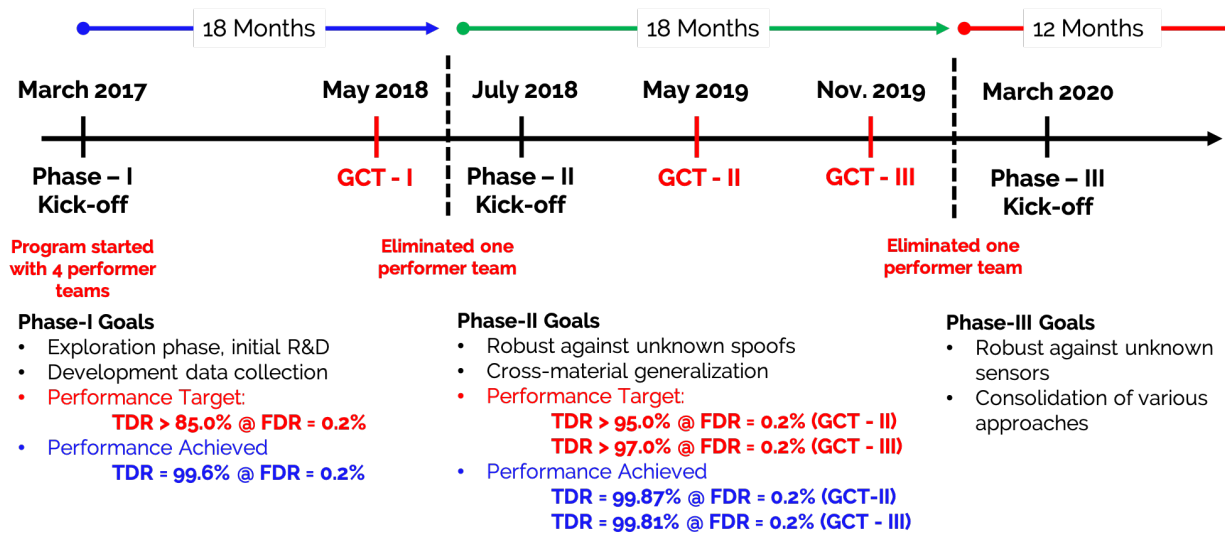 18 Months
18 Months
12 Months
March 2017
May 2018
July 2018
May 2019
Nov. 2019
March 2020
Phase – I
Kick-off
GCT - I
Phase – II
Kick-off
GCT - II
GCT - III
Phase – III
Kick-off
Program started
with 4 performer
teams
Eliminated one
performer team
Eliminated one
performer team
Phase-I Goals
• Exploration phase, initial R&D
• Development data collection
• Performance Target:
TDR > 85.0% @ FDR = 0.2%
• Performance Achieved
TDR = 99.6% @ FDR = 0.2%
Phase-II Goals
• Robust against unknown spoofs
• Cross-material generalization
• Performance Target:
TDR > 95.0% @ FDR = 0.2% (GCT - II)
TDR > 97.0% @ FDR = 0.2% (GCT - III)
• Performance Achieved
TDR = 99.87% @ FDR = 0.2% (GCT-II)
TDR = 99.81% @ FDR = 0.2% (GCT - III)
Phase-III Goals
• Robust against unknown
sensors
• Consolidation of various
approaches